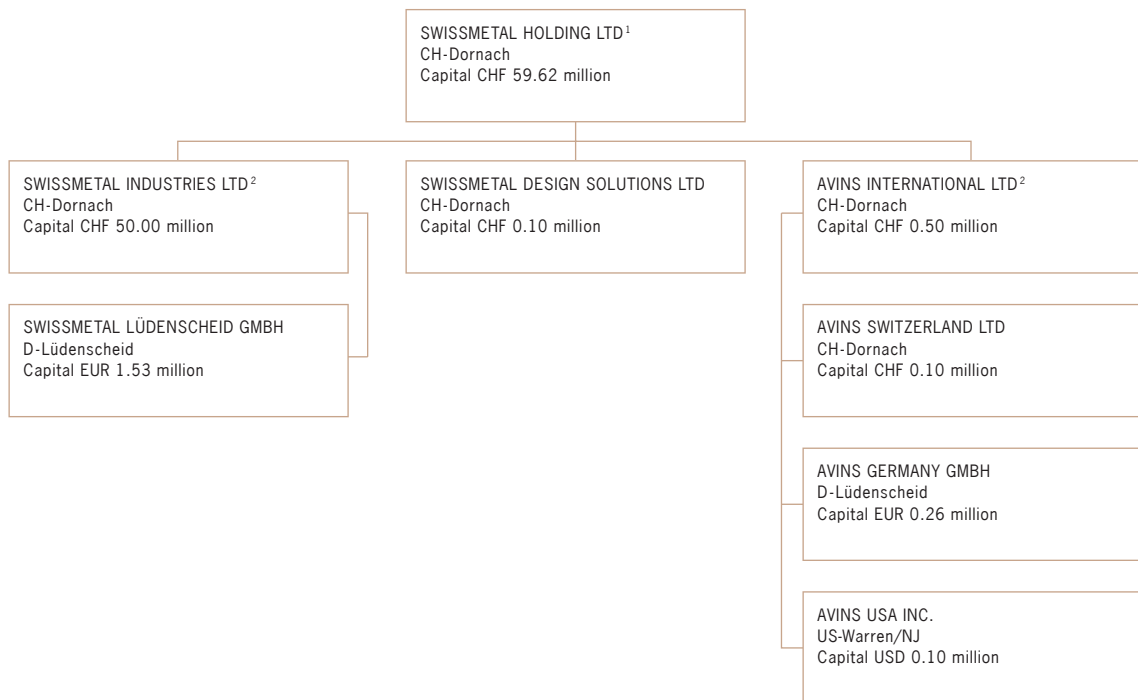 SWISSMETAL HOLDING LTD¹
CH-Dornach
Capital CHF 59.62 million
SWISSMETAL INDUSTRIES LTD²
CH-Dornach
Capital CHF 50.00 million
SWISSMETAL DESIGN SOLUTIONS LTD
CH-Dornach
Capital CHF 0.10 million
AVINS INTERNATIONAL LTD²
CH-Dornach
Capital CHF 0.50 million
SWISSMETAL LÜDENSCHEID GMBH
D-Lüdenscheid
Capital EUR 1.53 million
AVINS SWITZERLAND LTD
CH-Dornach
Capital CHF 0.10 million
AVINS GERMANY GMBH
D-Lüdenscheid
Capital EUR 0.26 million
AVINS USA INC.
US-Warren/NJ
Capital USD 0.10 million